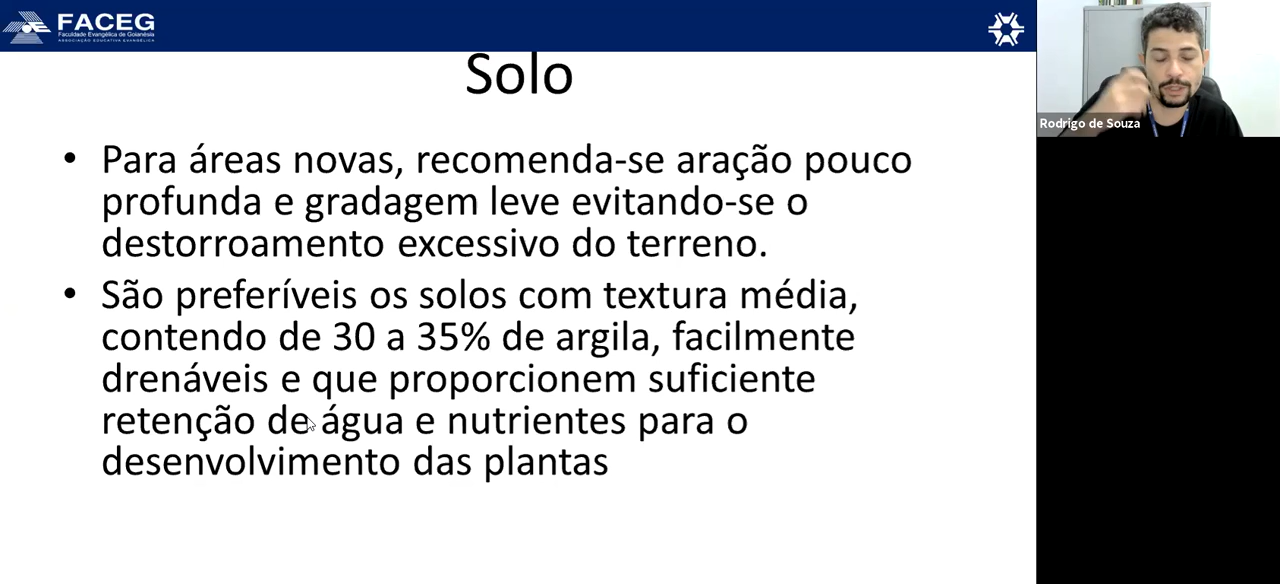 FACEG
Faculdade Evangélica de Goianésia
ASSOCIAÇÃO EDUCATIVA EVANGÉLICA
Solo
Rodrigo de Souza
• Para áreas novas, recomenda-se aração pouco
profunda e gradagem leve evitando-se o
destorroamento excessivo do terreno.
• São preferíveis os solos com textura média,
contendo de 30 a 35% de argila, facilmente
drenáveis e que proporcionem suficiente
retenção de água e nutrientes para o
desenvolvimento das plantas